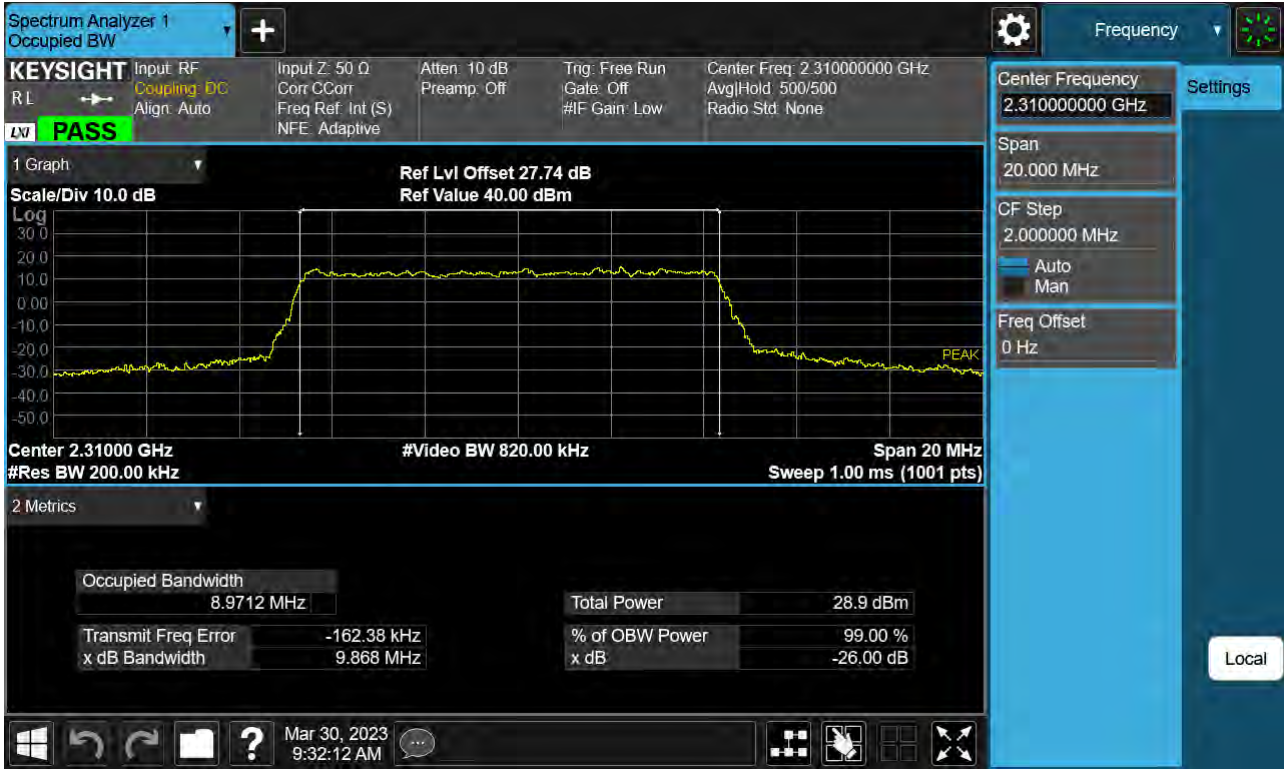 Spectrum Analyzer 1
Occupied BW
+
Frequency
KEYSIGHT
R L
LXI PASS
Input: RF
Coupling: DC
Align: Auto
Input Z: 50 Ω
Corr CCorr
Freq Ref: Int (S)
NFE: Adaptive
Atten: 10 dB
Preamp: Off
Trig: Free Run
Gate: Off
#IF Gain: Low
Center Freq: 2.310000000 GHz
Avg|Hold: 500/500
Radio Std: None
Center Frequency
2.310000000 GHz
Settings
Span
20.000 MHz
CF Step
2.000000 MHz
Auto
Man
Freq Offset
0 Hz
1 Graph
Scale/Div 10.0 dB
Ref Lvl Offset 27.74 dB
Ref Value 40.00 dBm
Log
30.0
20.0
10.0
0.00
-10.0
-20.0
-30.0
-40.0
-50.0
PEAK
Center 2.31000 GHz
#Video BW 820.00 kHz
Span 20 MHz
#Res BW 200.00 kHz
Sweep 1.00 ms (1001 pts)
2 Metrics
Occupied Bandwidth
8.9712 MHz
Total Power 28.9 dBm
Transmit Freq Error -162.38 kHz
% of OBW Power 99.00 %
x dB Bandwidth 9.868 MHz
x dB -26.00 dB
Local
?
Mar 30, 2023
9:32:12 AM